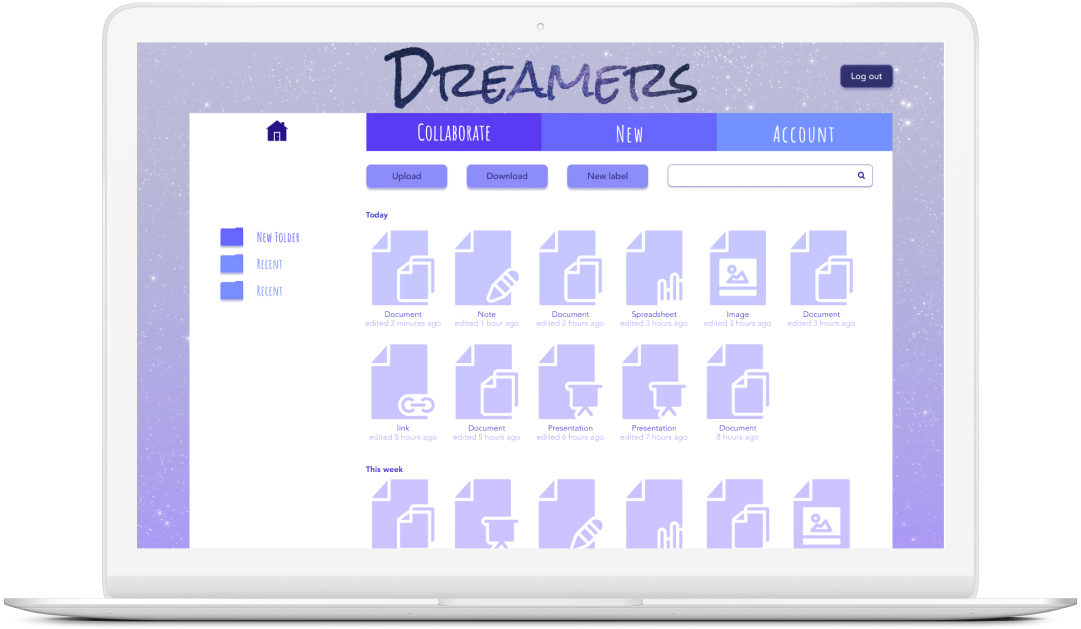 Dreamers
Log out
Collaborate New Account
Upload Download New label
Today
New Folder
Recent
Recent
Document Note Document Spreadsheet Image Document
edited 2 minutes ago edited 1 hour ago edited 2 hours ago edited 3 hours ago edited 3 hours ago edited 3 hours ago
link Document Presentation Presentation Document
edited 5 hours ago edited 5 hours ago edited 6 hours ago edited 7 hours ago 8 hours ago
This week